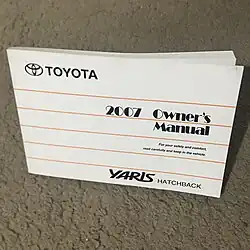 TOYOTA
2007 Owner's
Manual
For your safety and comfort,
read carefully and keep in the vehicle.
YARIS HATCHBACK